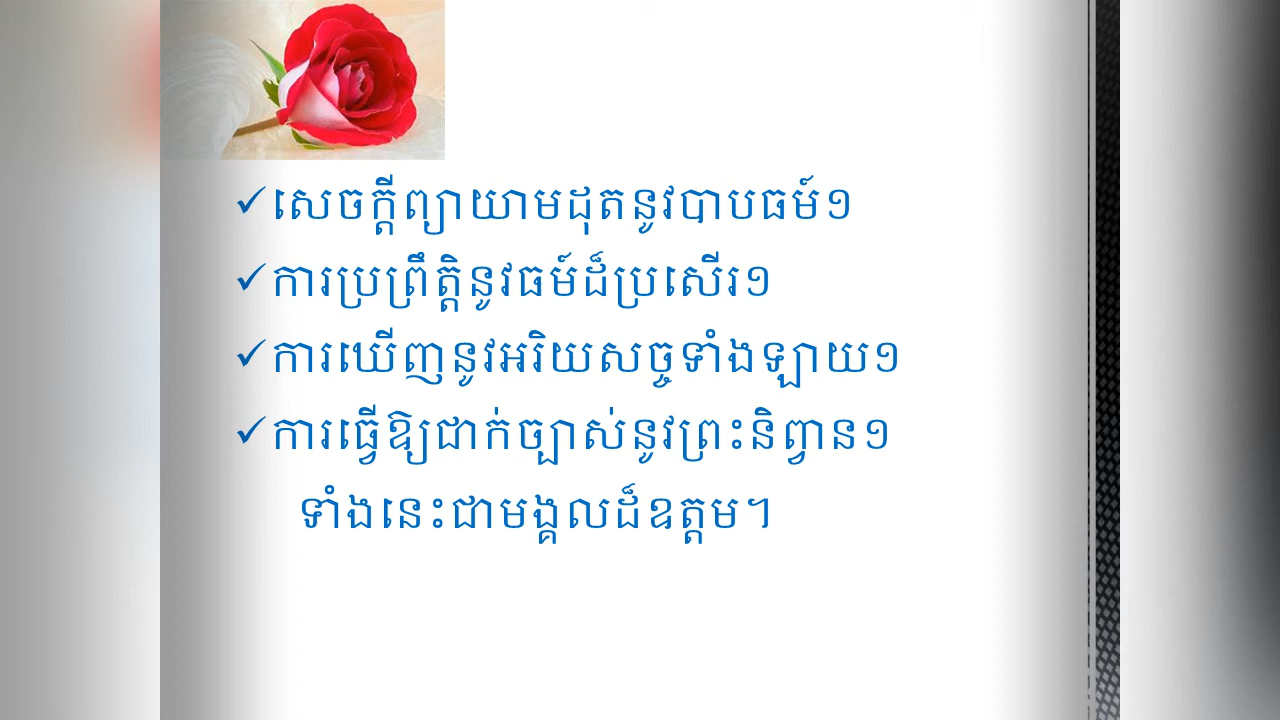 ✓សេចក្តីព្យាយាមដុតនូវបាបធម៍១
✓ការប្រព្រឹត្តិនូវធម៍ដ៏ប្រសើរ១
✓ការឃើញនូវអរិយសច្ចទាំងឡាយ១
✓ការធ្វើឱ្យជាក់ច្បាស់នូវព្រះនិព្វាន១
ទាំងនេះជាមង្គលដ៏ឧត្តម។